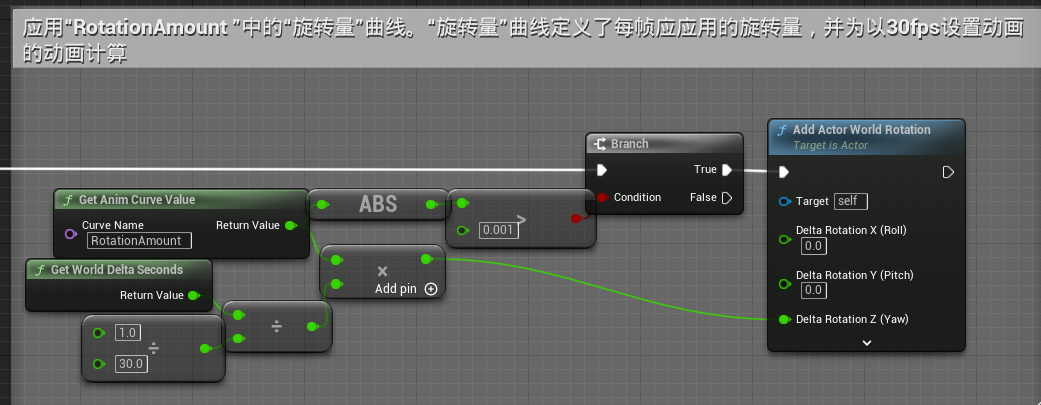 应用“RotationAmount ”中的“旋转量”曲线。“旋转量”曲线定义了每帧应应用的旋转量，并为以30fps设置动画
的动画计算
Branch
True
Condition
False
Add Actor World Rotation
Target is Actor
Target self
Delta Rotation X (Roll)
0.0
Delta Rotation Y (Pitch)
0.0
Delta Rotation Z (Yaw)
f Get Anim Curve Value
Curve Name
RotationAmount
Return Value
ABS
>
0.001
f Get World Delta Seconds
Return Value
×
Add pin
÷
1.0
÷
30.0